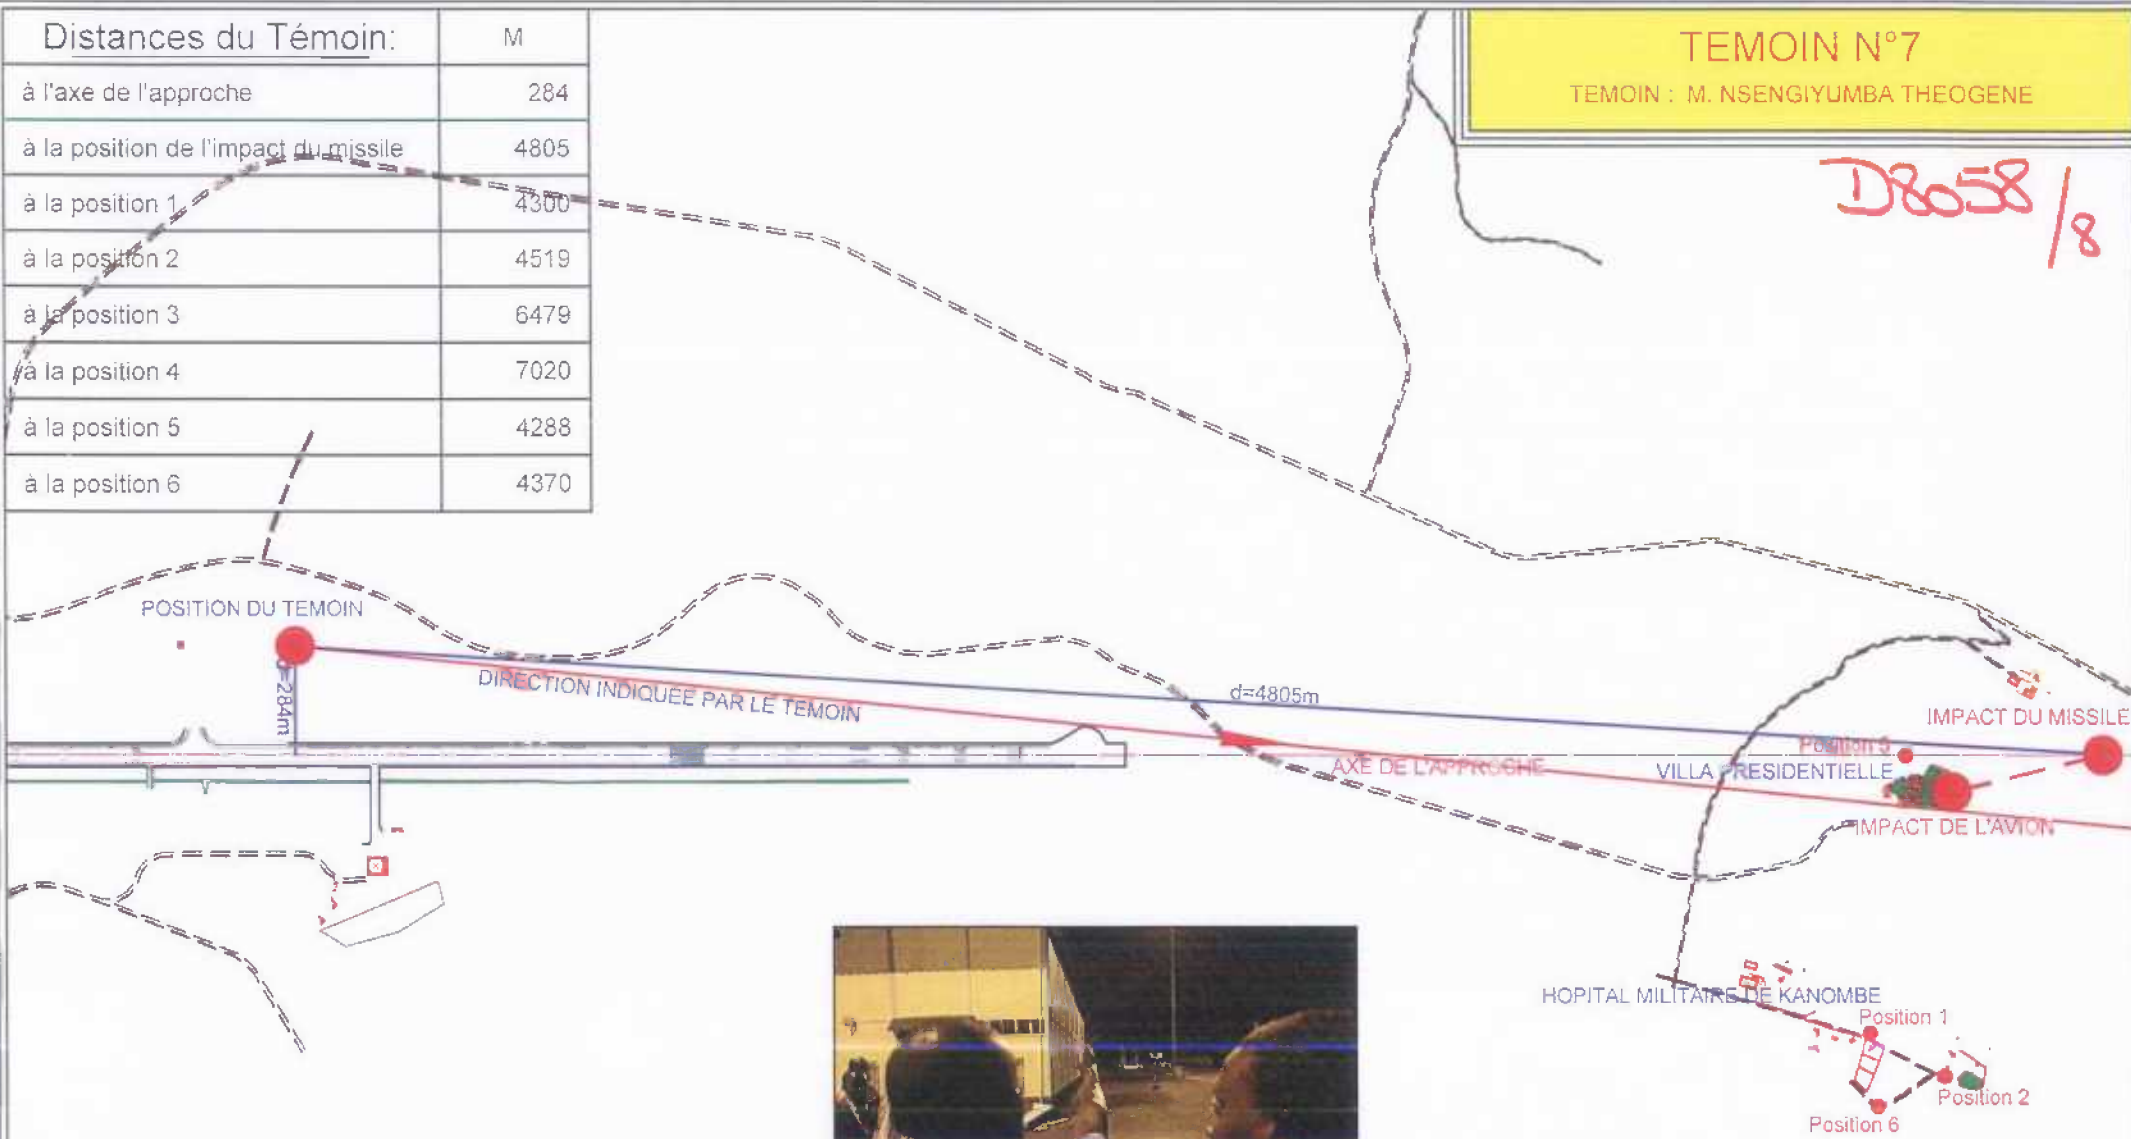 Distances du Témoin: M
à l'axe de l'approche 284
à la position de l'impact du missile 4805
à la position 1 4300
à la position 2 4519
à la position 3 6479
à la position 4 7020
à la position 5 4288
à la position 6 4370
TEMOIN N°7
TEMOIN : M. NSENGIYUMBA THEOGENE
D8058/8
POSITION DU TEMOIN
d=284m
DIRECTION INDIQUEE PAR LE TEMOIN
d=4805m
IMPACT DU MISSILE
Position 5
AXE DE L'APPROCHE
VILLA PRESIDENTIELLE
IMPACT DE L'AVION
HOPITAL MILITAIRE DE KANOMBE
Position 1
Position 2
Position 6